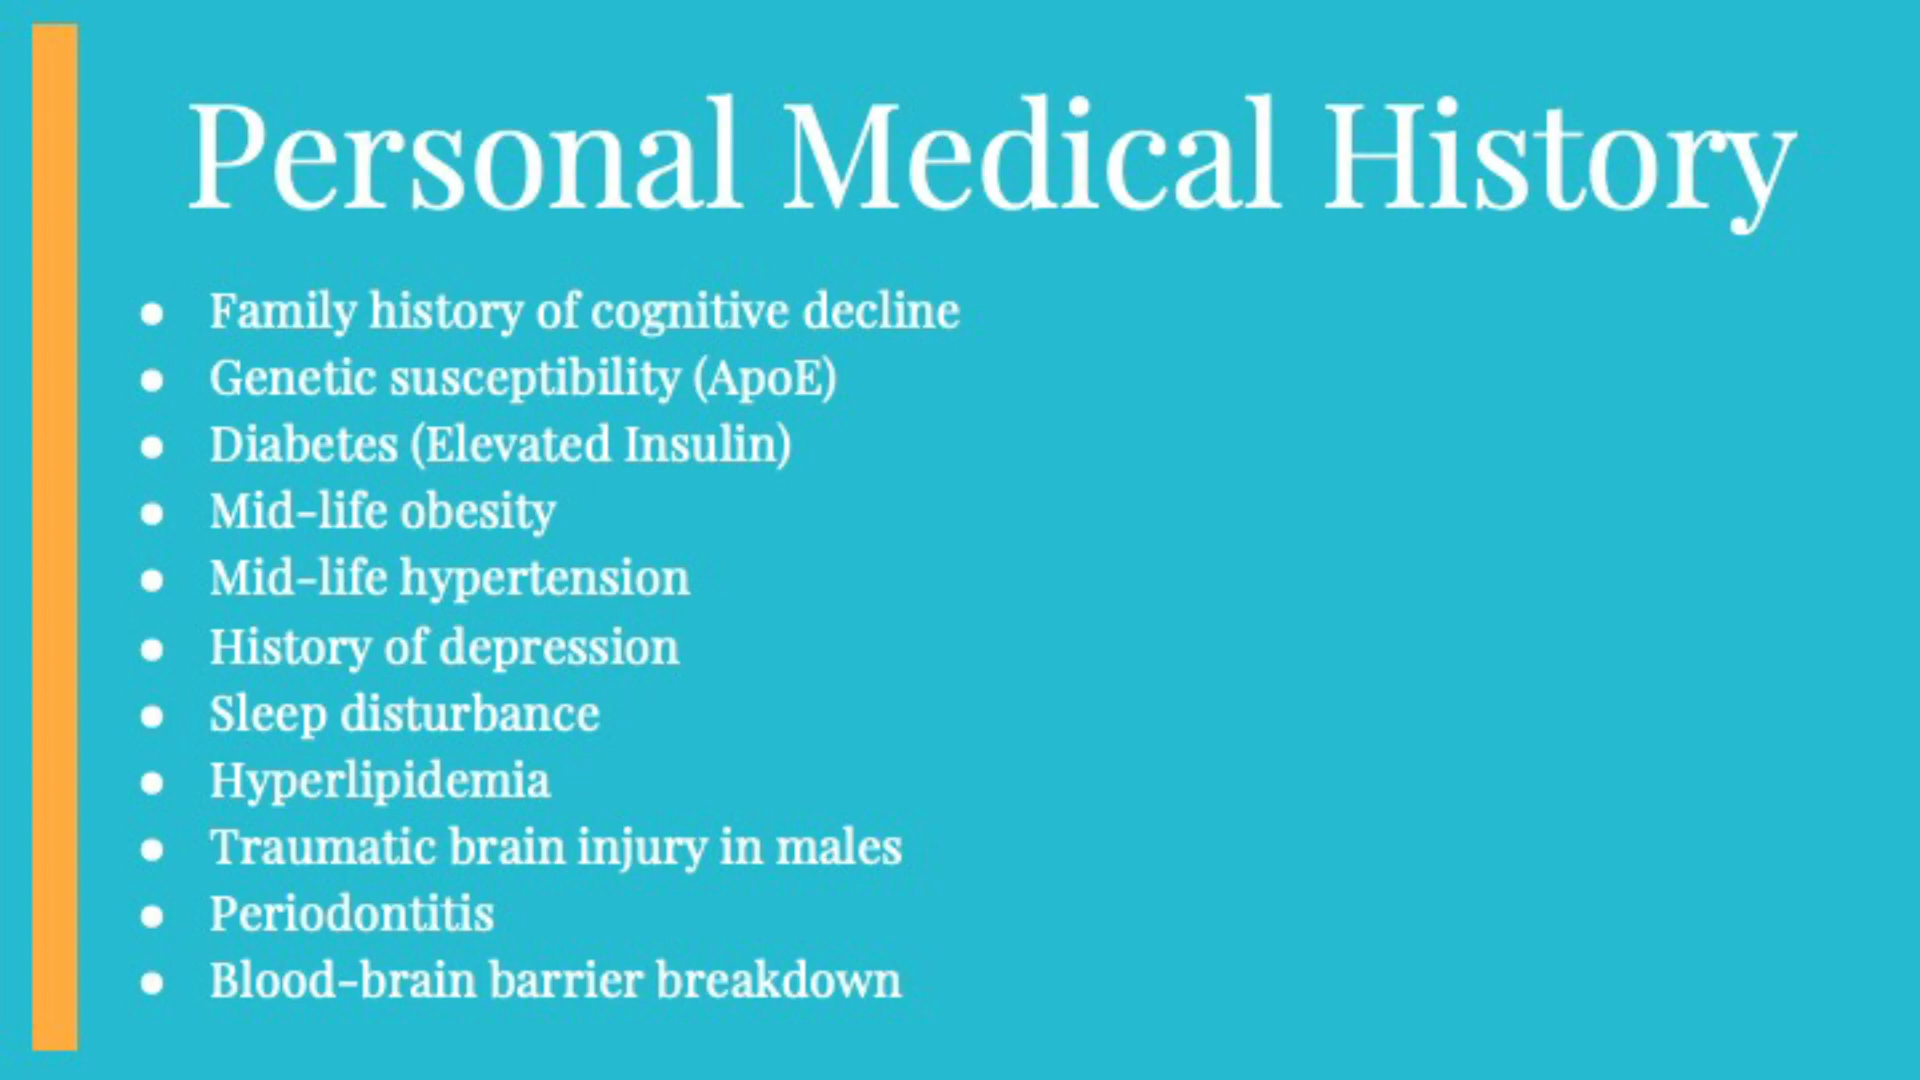 Personal Medical History
● Family history of cognitive decline
● Genetic susceptibility (ApoE)
● Diabetes (Elevated Insulin)
● Mid-life obesity
● Mid-life hypertension
● History of depression
● Sleep disturbance
● Hyperlipidemia
● Traumatic brain injury in males
● Periodontitis
● Blood-brain barrier breakdown